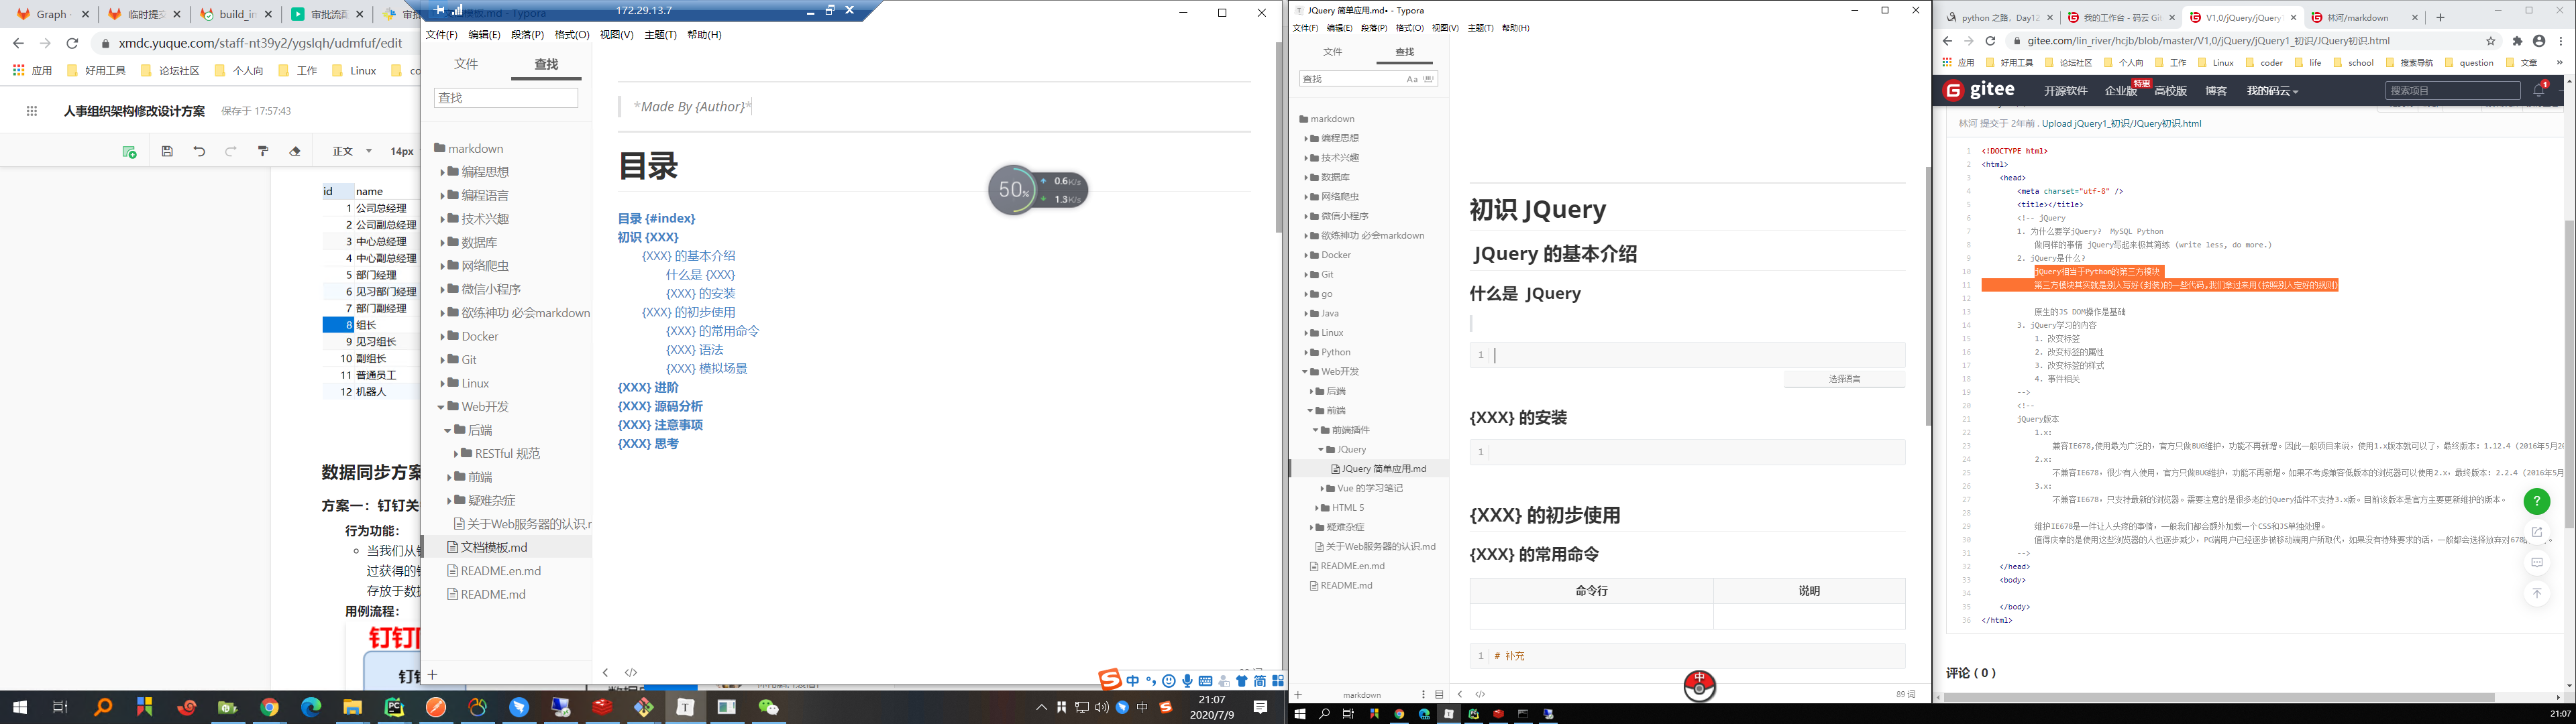 Graph
临时提交
build_in
审批流画
172.29.13.7
xmdc.yuque.com/staff-nt39y2/ygslqh/udmfuf/edit
应用
好用工具
论坛社区
个人向
工作
Linux
人事组织架构修改设计方案
保存于 17:57:43
正文
14px
id name
1 公司总经理
2 公司副总经理
3 中心总经理
4 中心副总经理
5 部门经理
6 见习部门经理
7 部门副经理
8 组长
9 见习组长
10 副组长
11 普通员工
12 机器人
数据同步方案
方案一：钉钉关
行为功能：
当我们从钉
过获得的钉
存放于数据
用例流程：
模板.md - Typora
文件(F) 编辑(E) 段落(P) 格式(O) 视图(V) 主题(T) 帮助(H)
文件 查找
查找
markdown
编程思想
编程语言
技术兴趣
数据库
网络爬虫
微信小程序
欲练神功 必会markdown
Docker
Git
Linux
Web开发
后端
RESTful 规范
前端
疑难杂症
关于Web服务器的认识.r
文档模板.md
README.en.md
README.md
*Made By {Author}*
目录
50%
0.6K/s
1.3K/s
目录 {#index}
初识 {XXX}
{XXX} 的基本介绍
什么是 {XXX}
{XXX} 的安装
{XXX} 的初步使用
{XXX} 的常用命令
{XXX} 语法
{XXX} 模拟场景
{XXX} 进阶
{XXX} 源码分析
{XXX} 注意事项
{XXX} 思考
中
简
21:07
2020/7/9
JQuery 简单应用.md• - Typora
文件(F) 编辑(E) 段落(P) 格式(O) 视图(V) 主题(T) 帮助(H)
文件 查找
查找 Aa
markdown
编程思想
技术兴趣
数据库
网络爬虫
微信小程序
欲练神功 必会markdown
Docker
Git
go
Java
Linux
Python
Web开发
后端
前端
前端插件
JQuery
JQuery 简单应用.md
Vue 的学习笔记
HTML 5
疑难杂症
关于Web服务器的认识.md
README.en.md
README.md
markdown
初识 JQuery
JQuery 的基本介绍
什么是 JQuery
1
选择语言
{XXX} 的安装
1
{XXX} 的初步使用
{XXX} 的常用命令
命令行 说明
1 # 补充
中
89 词
python 之路，Day12
我的工作台 - 码云 Git
V1,0/jQuery/jQuery1
林河/markdown
gitee.com/lin_river/hcjb/blob/master/V1,0/jQuery/jQuery1_初识/JQuery初识.html
应用 好用工具 论坛社区 个人向 工作 Linux coder life school 搜索导航 question 文章 »
gitee 开源软件 企业版 特惠 高校版 博客 我的码云 搜索项目 1
林河 提交于 2年前 . Upload jQuery1_初识/JQuery初识.html
1 <!DOCTYPE html>
2 <html>
3 <head>
4 <meta charset="utf-8" />
5 <title></title>
6 <!-- jQuery
7 1. 为什么要学jQuery? MySQL Python
8 做同样的事情 jQuery写起来极其简练 (write less, do more.)
9 2. jQuery是什么?
10 jQuery相当于Python的第三方模块
11 第三方模块其实就是别人写好(封装)的一些代码,我们拿过来用(按照别人定好的规则)
12
13 原生的JS DOM操作是基础
14 3. jQuery学习的内容
15 1. 改变标签
16 2. 改变标签的属性
17 3. 改变标签的样式
18 4. 事件相关
19 -->
20 <!--
21 jQuery版本
22 1.x:
23 兼容IE678,使用最为广泛的，官方只做BUG维护，功能不再新增。因此一般项目来说，使用1.x版本就可以了，最终版本：1.12.4 (2016年5月20
24 2.x:
25 不兼容IE678，很少有人使用，官方只做BUG维护，功能不再新增。如果不考虑兼容低版本的浏览器可以使用2.x，最终版本：2.2.4 (2016年5月
26 3.x:
27 不兼容IE678，只支持最新的浏览器。需要注意的是很多老的jQuery插件不支持3.x版。目前该版本是官方主要更新维护的版本。
28
29 维护IE678是一件让人头疼的事情，一般我们都会额外加载一个CSS和JS单独处理。
30 值得庆幸的是使用这些浏览器的人也逐步减少，PC端用户已经逐步被移动端用户所取代，如果没有特殊要求的话，一般都会选择放弃对678
31 -->
32 </head>
33 <body>
34
35 </body>
36 </html>
评论 ( 0 )
21:07